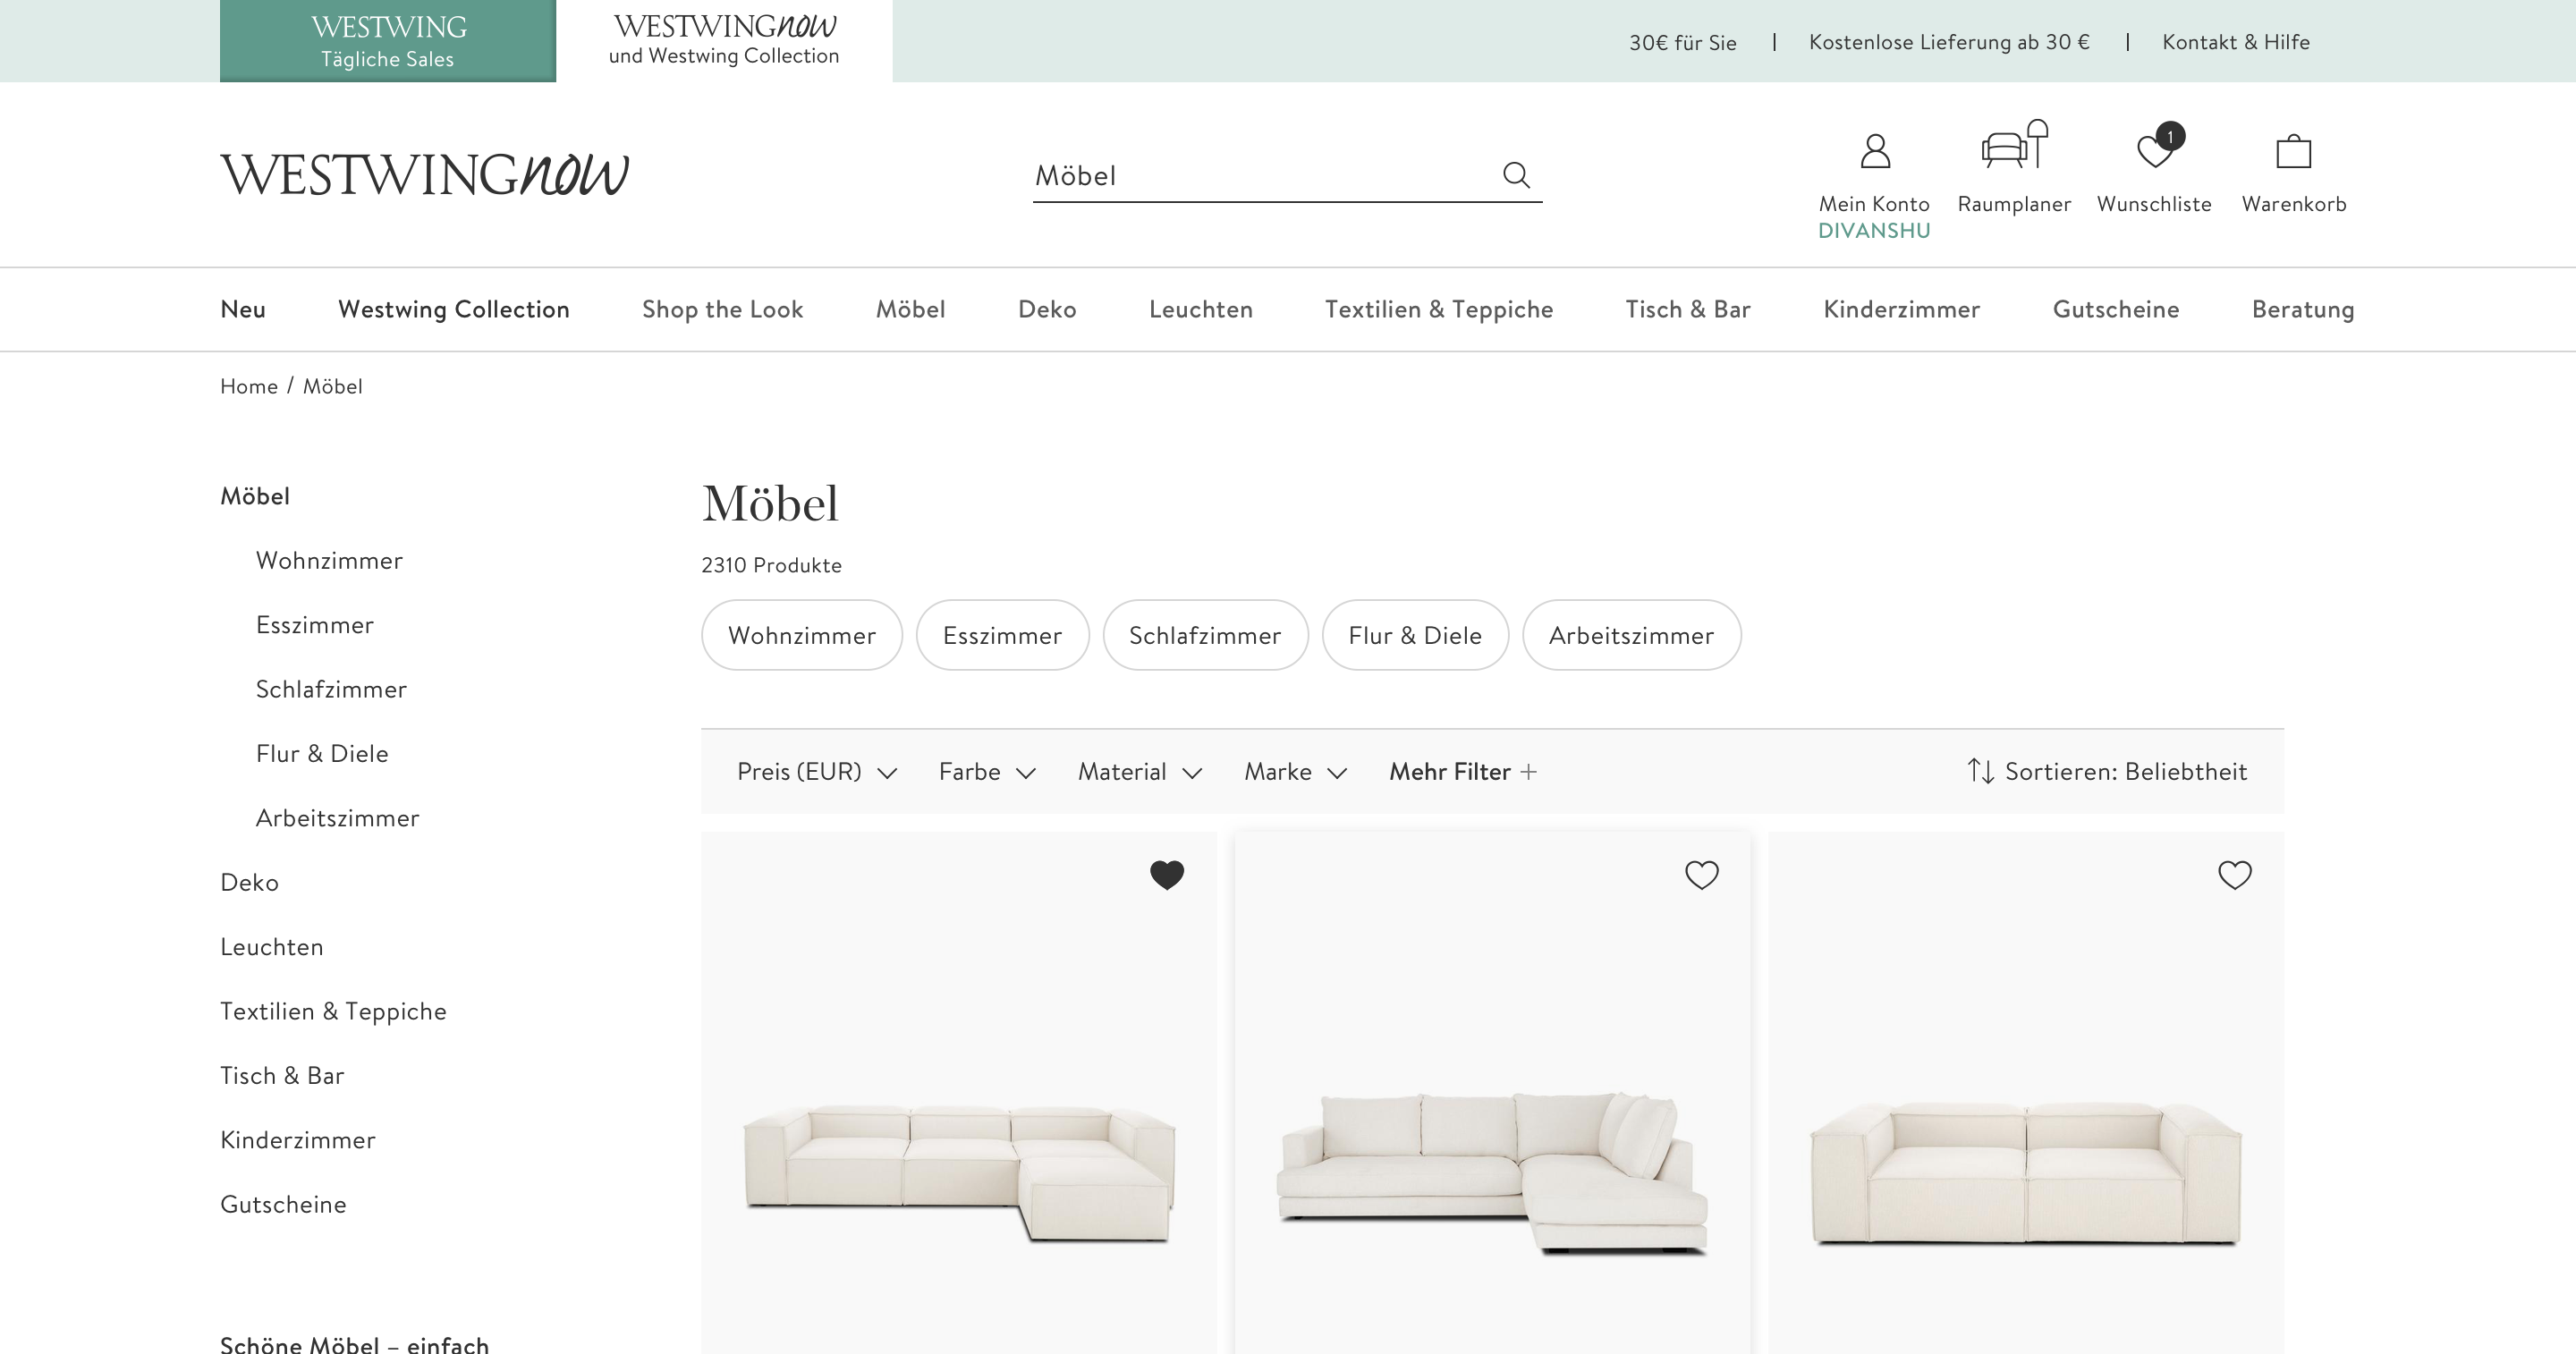 WESTWING
Tägliche Sales
WESTWINGnow
und Westwing Collection
30€ für Sie
Kostenlose Lieferung ab 30 €
Kontakt & Hilfe
WESTWINGnow
Möbel
1
Mein Konto
DIVANSHU
Raumplaner
Wunschliste
Warenkorb
Neu
Westwing Collection
Shop the Look
Möbel
Deko
Leuchten
Textilien & Teppiche
Tisch & Bar
Kinderzimmer
Gutscheine
Beratung
Home / Möbel
Möbel
Wohnzimmer
Esszimmer
Schlafzimmer
Flur & Diele
Arbeitszimmer
Deko
Leuchten
Textilien & Teppiche
Tisch & Bar
Kinderzimmer
Gutscheine
Schöne Möbel – einfach
Möbel
2310 Produkte
Wohnzimmer
Esszimmer
Schlafzimmer
Flur & Diele
Arbeitszimmer
Preis (EUR)
Farbe
Material
Marke
Mehr Filter +
Sortieren: Beliebtheit